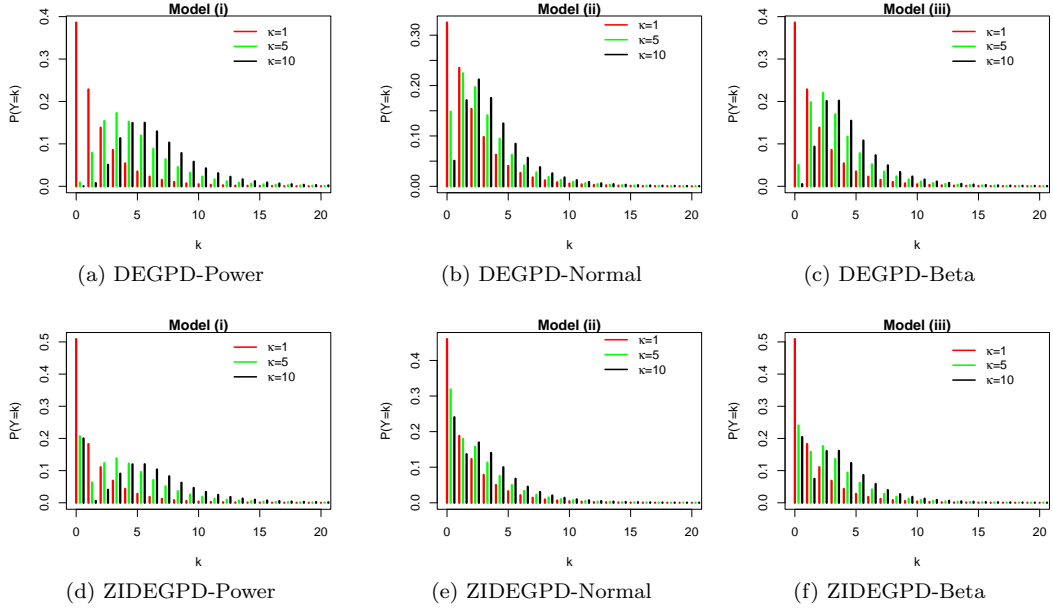 Model (i)
P(Y=k)
0.0 0.1 0.2 0.3 0.4
κ=1
κ=5
κ=10
0 5 10 15 20
k
(a) DEGPD-Power
Model (ii)
P(Y=k)
0.00 0.10 0.20 0.30
κ=1
κ=5
κ=10
0 5 10 15 20
k
(b) DEGPD-Normal
Model (iii)
P(Y=k)
0.0 0.1 0.2 0.3 0.4
κ=1
κ=5
κ=10
0 5 10 15 20
k
(c) DEGPD-Beta
Model (i)
P(Y=k)
0.0 0.1 0.2 0.3 0.4 0.5
κ=1
κ=5
κ=10
0 5 10 15 20
k
(d) ZIDEGPD-Power
Model (ii)
P(Y=k)
0.0 0.1 0.2 0.3 0.4
κ=1
κ=5
κ=10
0 5 10 15 20
k
(e) ZIDEGPD-Normal
Model (iii)
P(Y=k)
0.0 0.1 0.2 0.3 0.4 0.5
κ=1
κ=5
κ=10
0 5 10 15 20
k
(f) ZIDEGPD-Beta